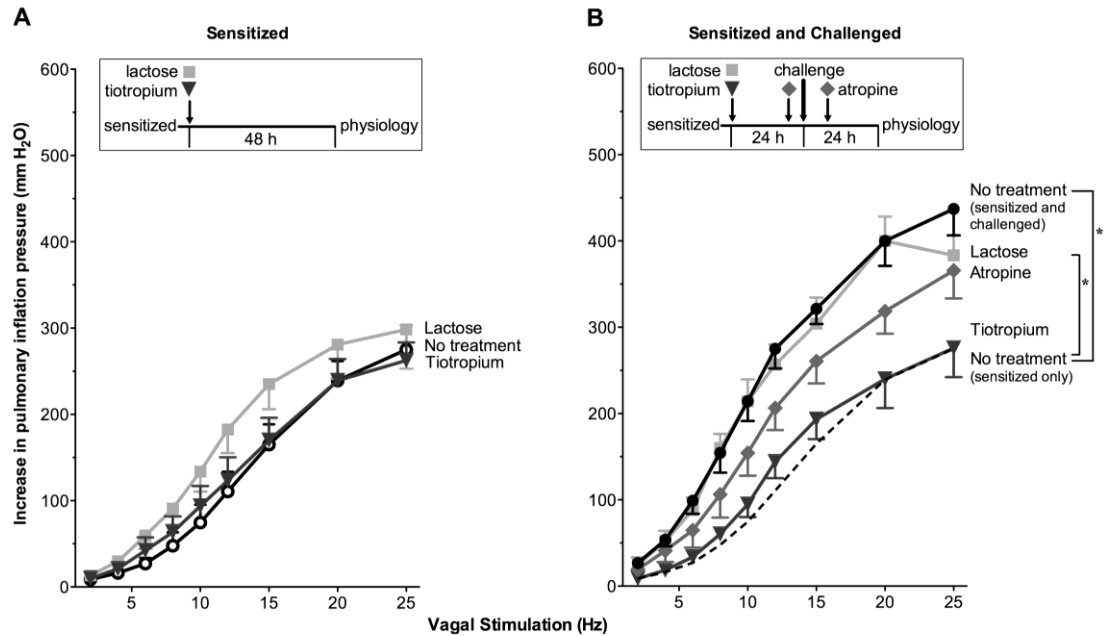 A
Sensitized
B
Sensitized and Challenged
Increase in pulmonary inflation pressure (mm H2O)
600
500
400
300
200
100
0
lactose
tiotropium
sensitized
physiology
48 h
Lactose
No treatment
Tiotropium
5
10
15
20
25
600
500
400
300
200
100
0
lactose
challenge
tiotropium
atropine
sensitized
physiology
24 h
24 h
No treatment
(sensitized and
challenged)
*
Lactose
Atropine
*
Tiotropium
No treatment
(sensitized only)
5
10
15
20
25
Vagal Stimulation (Hz)